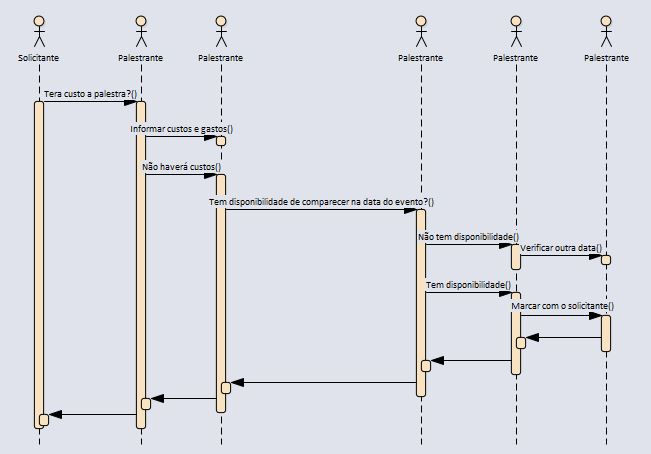 Solicitante
Palestrante
Palestrante
Palestrante
Palestrante
Palestrante
Tera custo a palestra?()
Informar custos e gastos()
Não haverá custos()
Tem disponibilidade de comparecer na data do evento?()
Não tem disponibilidade()
Verificar outra data()
Tem disponibilidade()
Marcar com o solicitante()